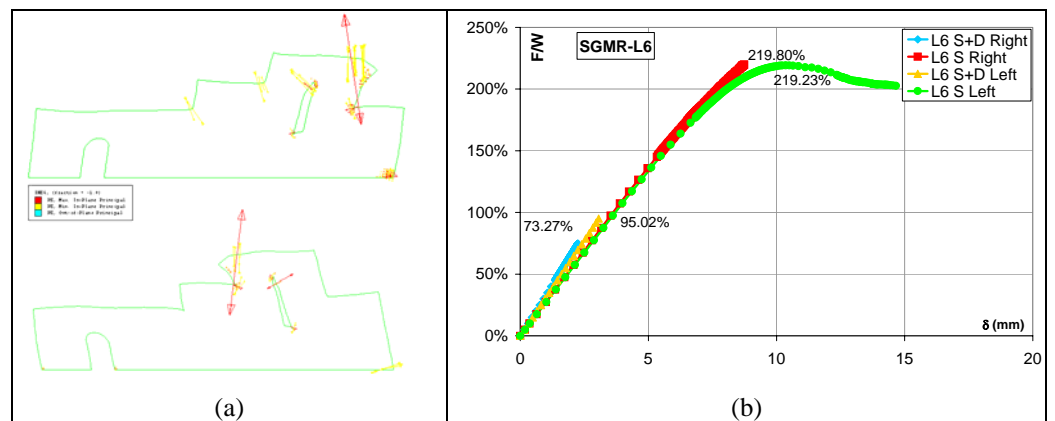 250%
200%
150%
100%
50%
0%
F/W
SGMR-L6
219.80%
219.23%
73.27%
95.02%
L6 S+D Right
L6 S Right
L6 S+D Left
L6 S Left
δ (mm)
0
5
10
15
20
(a)
(b)